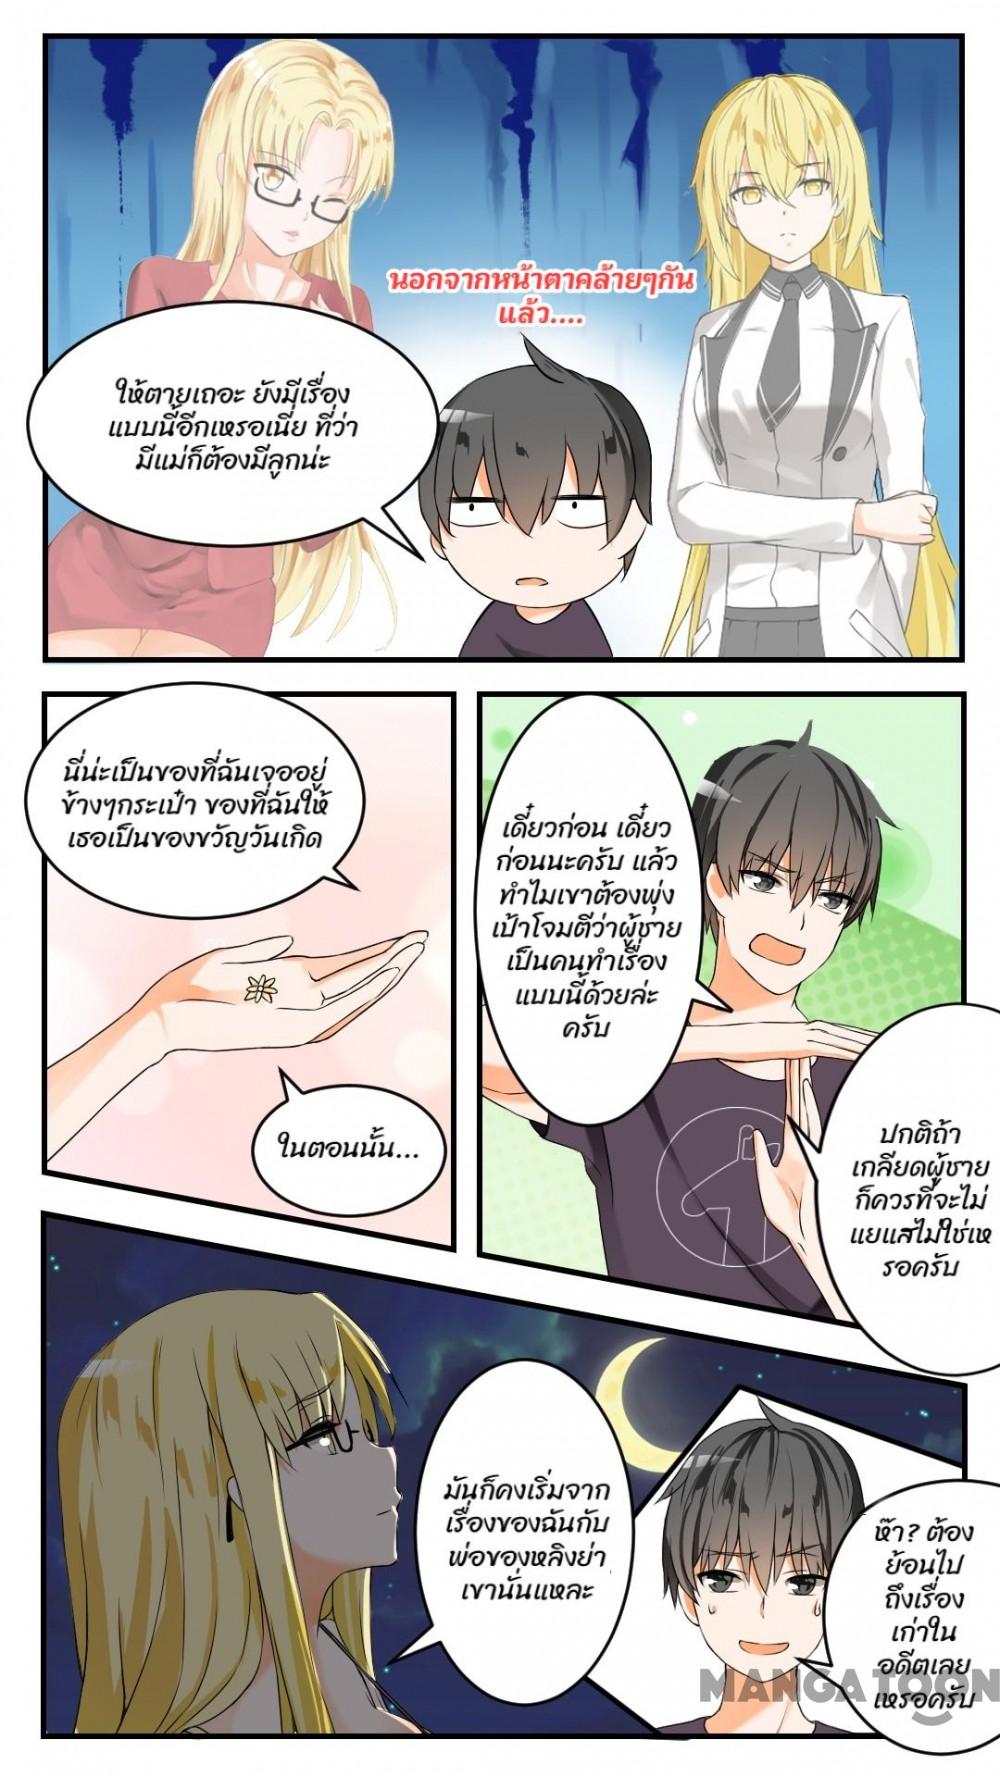 นอกจากหน้าตาคล้ายๆกัน
แล้ว....
ให้ตายเถอะ ยังมีเรื่อง
แบบนี้อีกเหรอเนี่ย ที่ว่า
มีแม่ก็ต้องมีลูกน่ะ
นี่น่ะเป็นของที่ฉันเจออยู่
ข้างๆกระเป๋า ของที่ฉันให้
เธอเป็นของขวัญวันเกิด
ในตอนนั้น...
เดี๋ยวก่อน เดี๋ยว
ก่อนนะครับ แล้ว
ทำไมเขาต้องพุ่ง
เป้าโจมตีว่าผู้ชาย
เป็นคนทำเรื่อง
แบบนี้ด้วยล่ะ
ครับ
ปกติถ้า
เกลียดผู้ชาย
ก็ควรที่จะไม่
แยแสไม่ใช่เห
รอครับ
มันก็คงเริ่มจาก
เรื่องของฉันกับ
พ่อของหลิงย่า
เขานั่นแหละ
ห๊า? ต้อง
ย้อนไป
ถึงเรื่อง
เก่าใน
อดีตเลย
เหรอครับ
MANGATOON